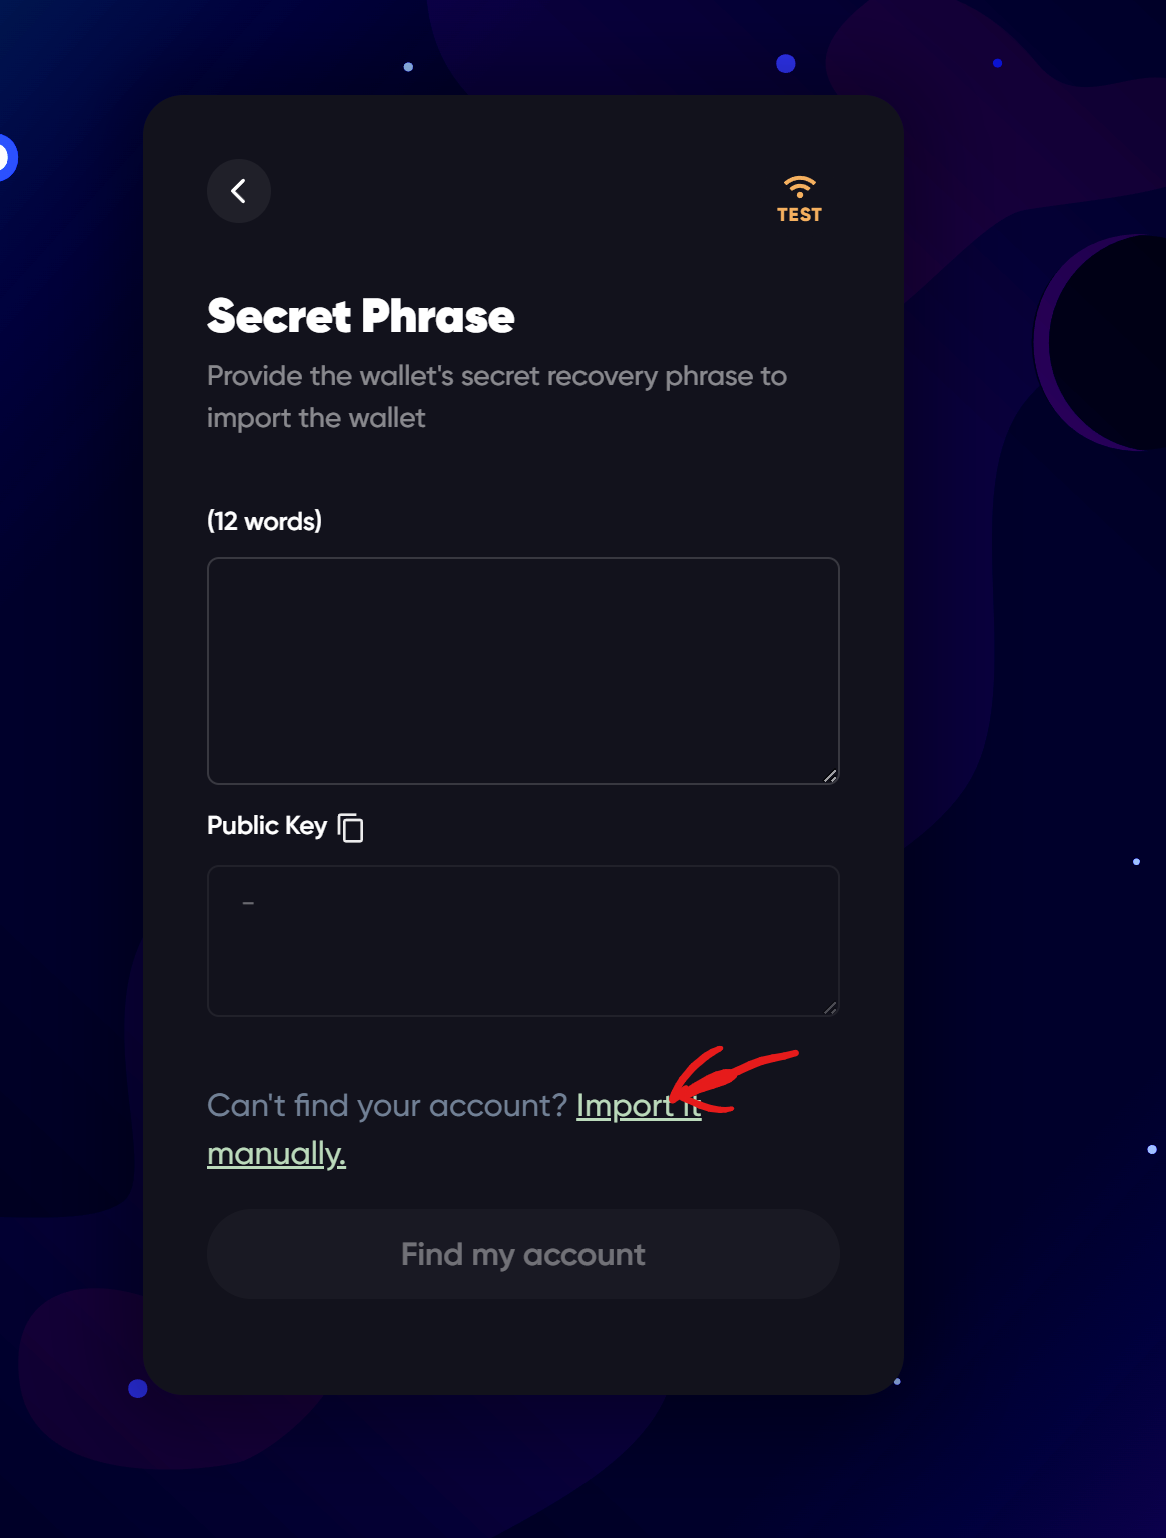 TEST
Secret Phrase
Provide the wallet's secret recovery phrase to
import the wallet
(12 words)
Public Key
–
Can't find your account? Import it
manually.
Find my account